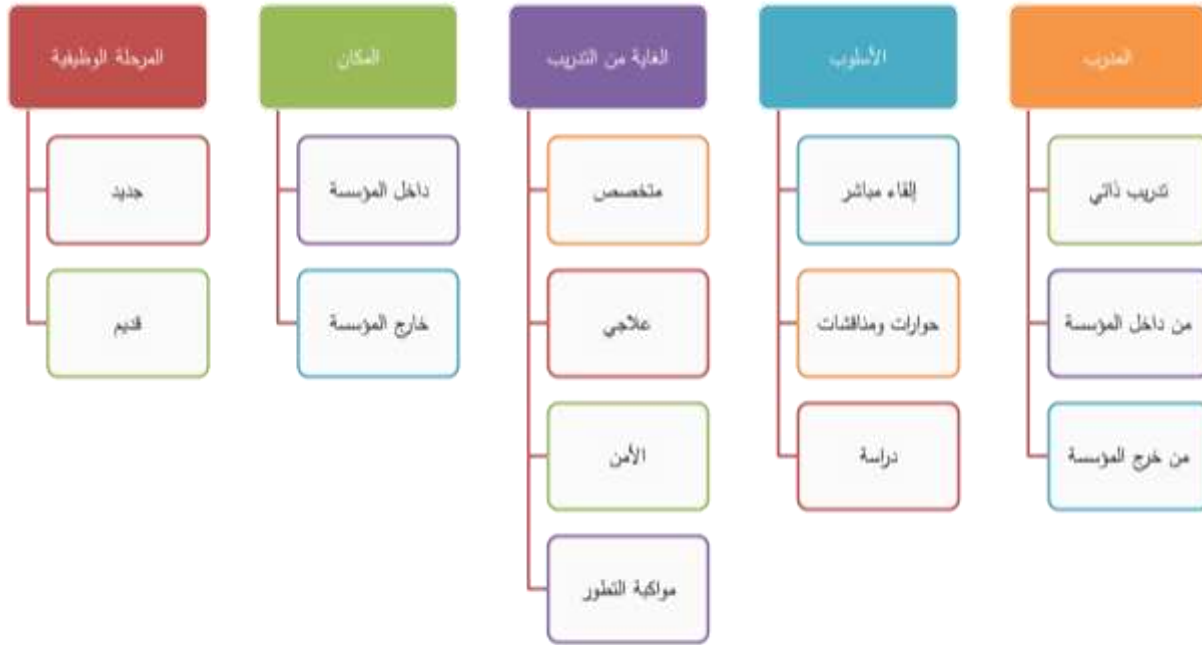 المدرب
تدريب ذاتي
من داخل المؤسسة
من خرج المؤسسة
الأسلوب
إلقاء مباشر
حوارات ومناقشات
دراسة
الغاية من التدريب
متخصص
علاجي
الأمن
مواكبة التطور
المكان
داخل المؤسسة
خارج المؤسسة
المرحلة الوظيفية
جديد
قديم